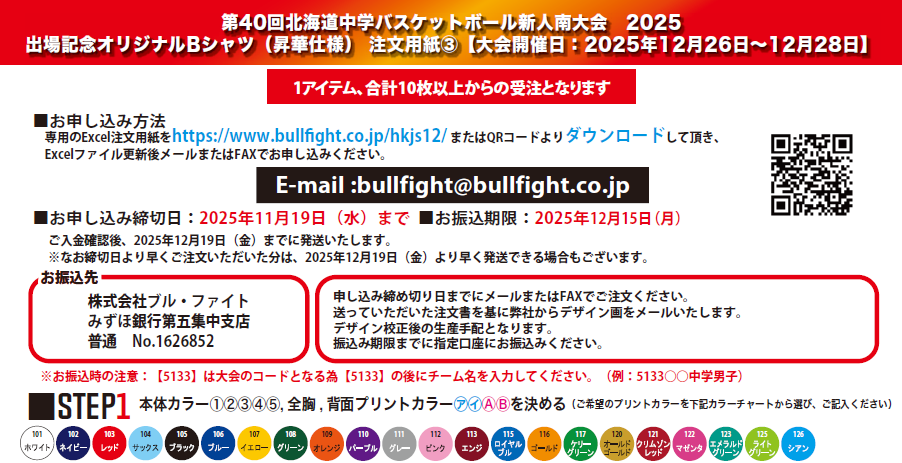 第40回北海道中学バスケットボール新人南大会　2025
出場記念オリジナルBシャツ（昇華仕様）　注文用紙③【大会開催日：2025年12月26日～12月28日】
1アイテム、合計10枚以上からの受注となります
■お申し込み方法
専用のExcel注文用紙をhttps://www.bullfight.co.jp/hkjs12/ またはQRコードよりダウンロードして頂き、
Excelファイル更新後メールまたはFAXでお申し込みください。
E-mail :bullfight@bullfight.co.jp
■お申し込み締切日：2025年11月19日（水）まで ■お振込期限：2025年12月15日（月）
ご入金確認後、2025年12月19日（金）までに発送いたします。
※なお締切日より早くご注文いただいた分は、2025年12月19日（金）より早く発送できる場合もございます。
お振込先
株式会社ブル・ファイト
みずほ銀行第五集中支店
普通　No.1626852
申し込み締め切り日までにメールまたはFAXでご注文ください。
送っていただいた注文書を基に弊社からデザイン画をメールいたします。
デザイン校正後の生産手配となります。
振込み期限までに指定口座にお振込みください。
※お振込時の注意：【5133】は大会のコードとなる為【5133】の後にチーム名を入力してください。（例：5133○○中学男子）
■STEP1 本体カラー①②③④⑤, 全胸 , 背面プリントカラー㋐㋑ⒶⒷを決める（ご希望のプリントカラーを下記カラーチャートから選び、ご記入ください）
101 ホワイト
102 ネイビー
103 レッド
104 サックス
105 ブラック
106 ブルー
107 イエロー
108 グリーン
109 オレンジ
110 パープル
111 グレー
112 ピンク
113 エンジ
115 ロイヤルブルー
116 ゴールド
117 ケリーグリーン
120 オールドゴールド
121 クリムゾンレッド
122 マゼンタ
123 エメラルドグリーン
125 ライトグリーン
126 シアン